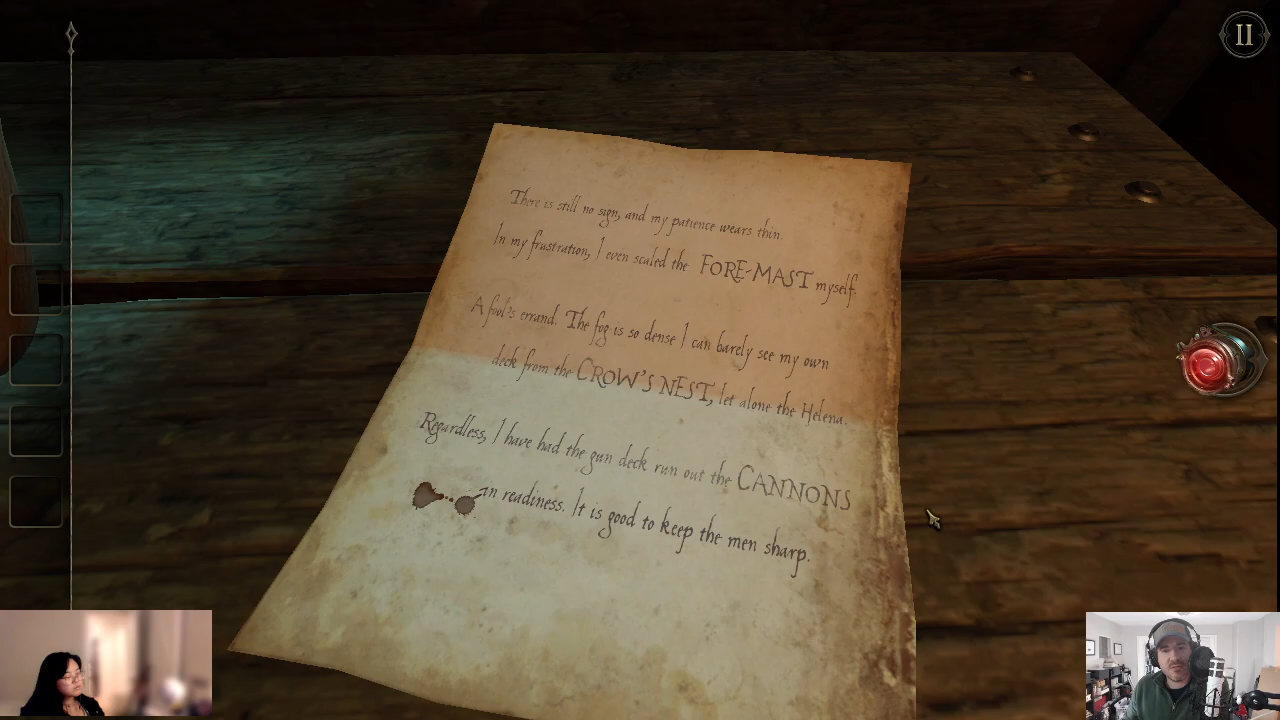 There is still no sign, and my patience wears thin.
In my frustration, I even scaled the FORE-MAST myself.
A fool's errand. The fog is so dense I can barely see my own
deck from the CROW'S NEST, let alone the Helena.
Regardless, I have had the gun deck run out the CANNONS
in readiness. It is good to keep the men sharp.